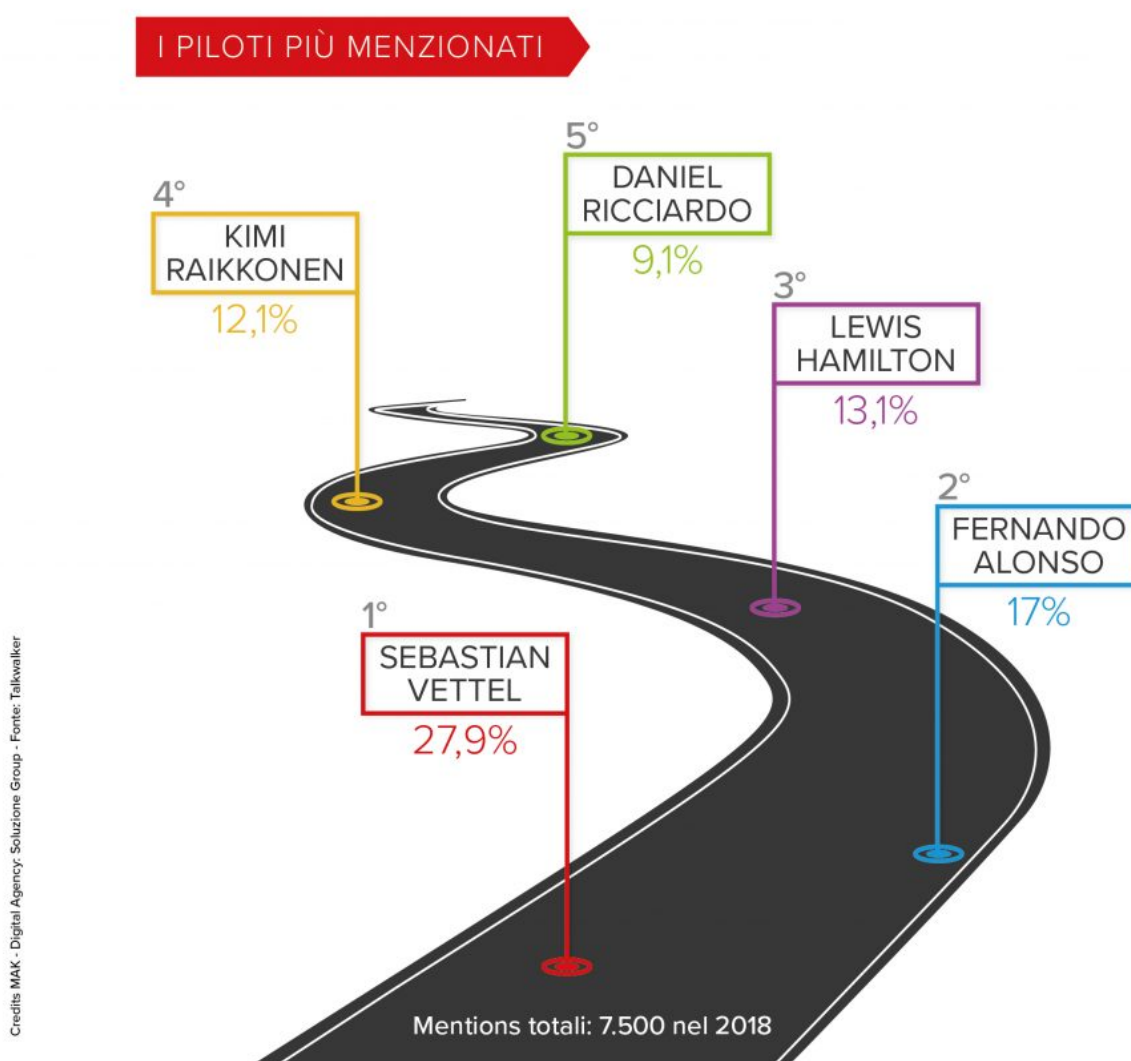 I PILOTI PIÙ MENZIONATI
5°
DANIEL
RICCIARDO
9,1%
4°
KIMI
RAIKKONEN
12,1%
3°
LEWIS
HAMILTON
13,1%
2°
FERNANDO
ALONSO
17%
1°
SEBASTIAN
VETTEL
27,9%
Mentions totali: 7.500 nel 2018
Credits MAK - Digital Agency: Soluzione Group - Fonte: Talkwalker